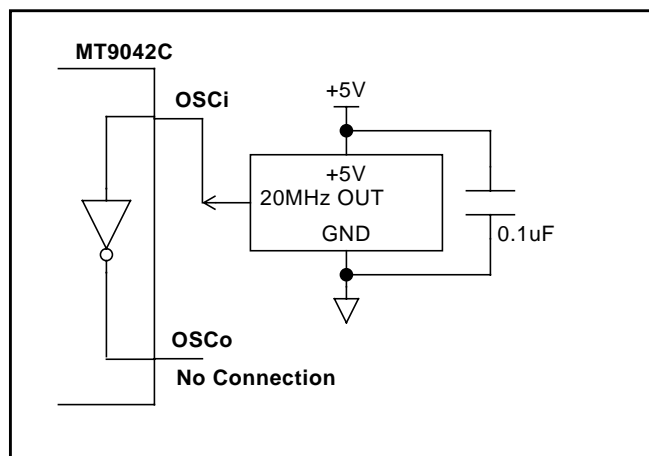 MT9042C
OSCi
+5V
+5V
20MHz OUT
GND
0.1uF
OSCo
No Connection